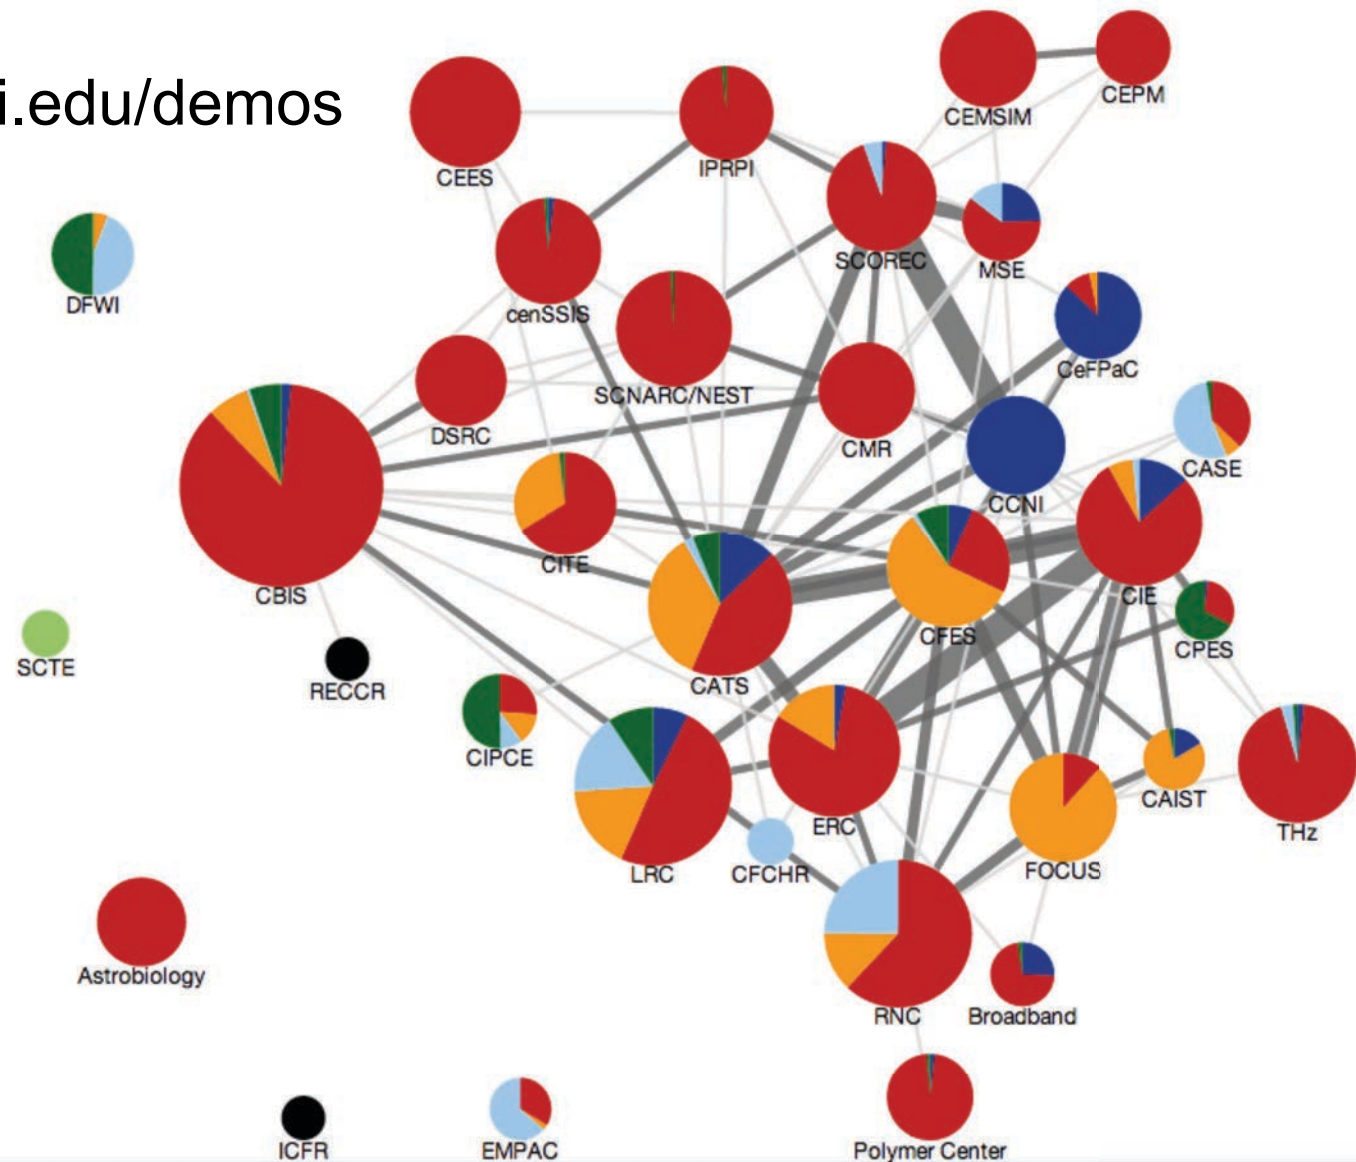 i.edu/demos
CEMSIM
CEPM
CEES
IPRPI
SCOREC
MSE
DFWI
cenSSIS
CeFPaC
SCNARC/NEST
DSRC
CMR
CASE
CCNI
CITE
CBIS
CIE
CFES
CPES
SCTE
RECCR
CATS
CIPCE
CAIST
ERC
THz
LRC
CFCHR
FOCUS
Astrobiology
RNC
Broadband
ICFR
EMPAC
Polymer Center